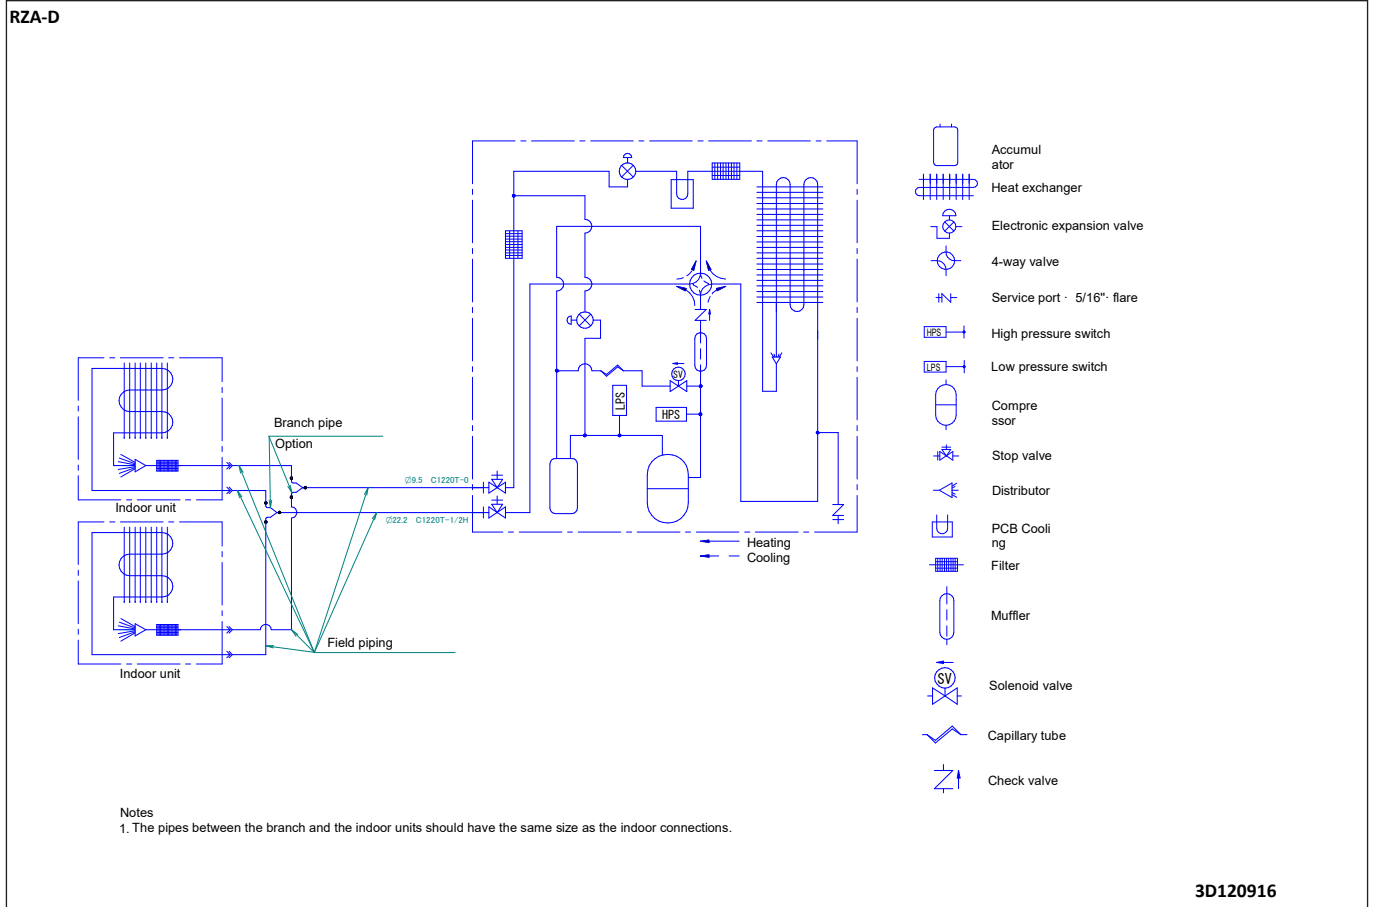 RZA-D
Accumul
ator
Heat exchanger
Electronic expansion valve
4-way valve
Service port · 5/16"· flare
HPS
High pressure switch
LPS
Low pressure switch
Compre
ssor
Stop valve
Distributor
PCB Cooli
ng
Filter
Muffler
SV
Solenoid valve
Capillary tube
Check valve
SV
LPS
HPS
Branch pipe
Option
∅9.5 C1220T-0
∅22.2 C1220T-1/2H
Indoor unit
Heating
Cooling
Field piping
Indoor unit
Notes
1. The pipes between the branch and the indoor units should have the same size as the indoor connections.
3D120916